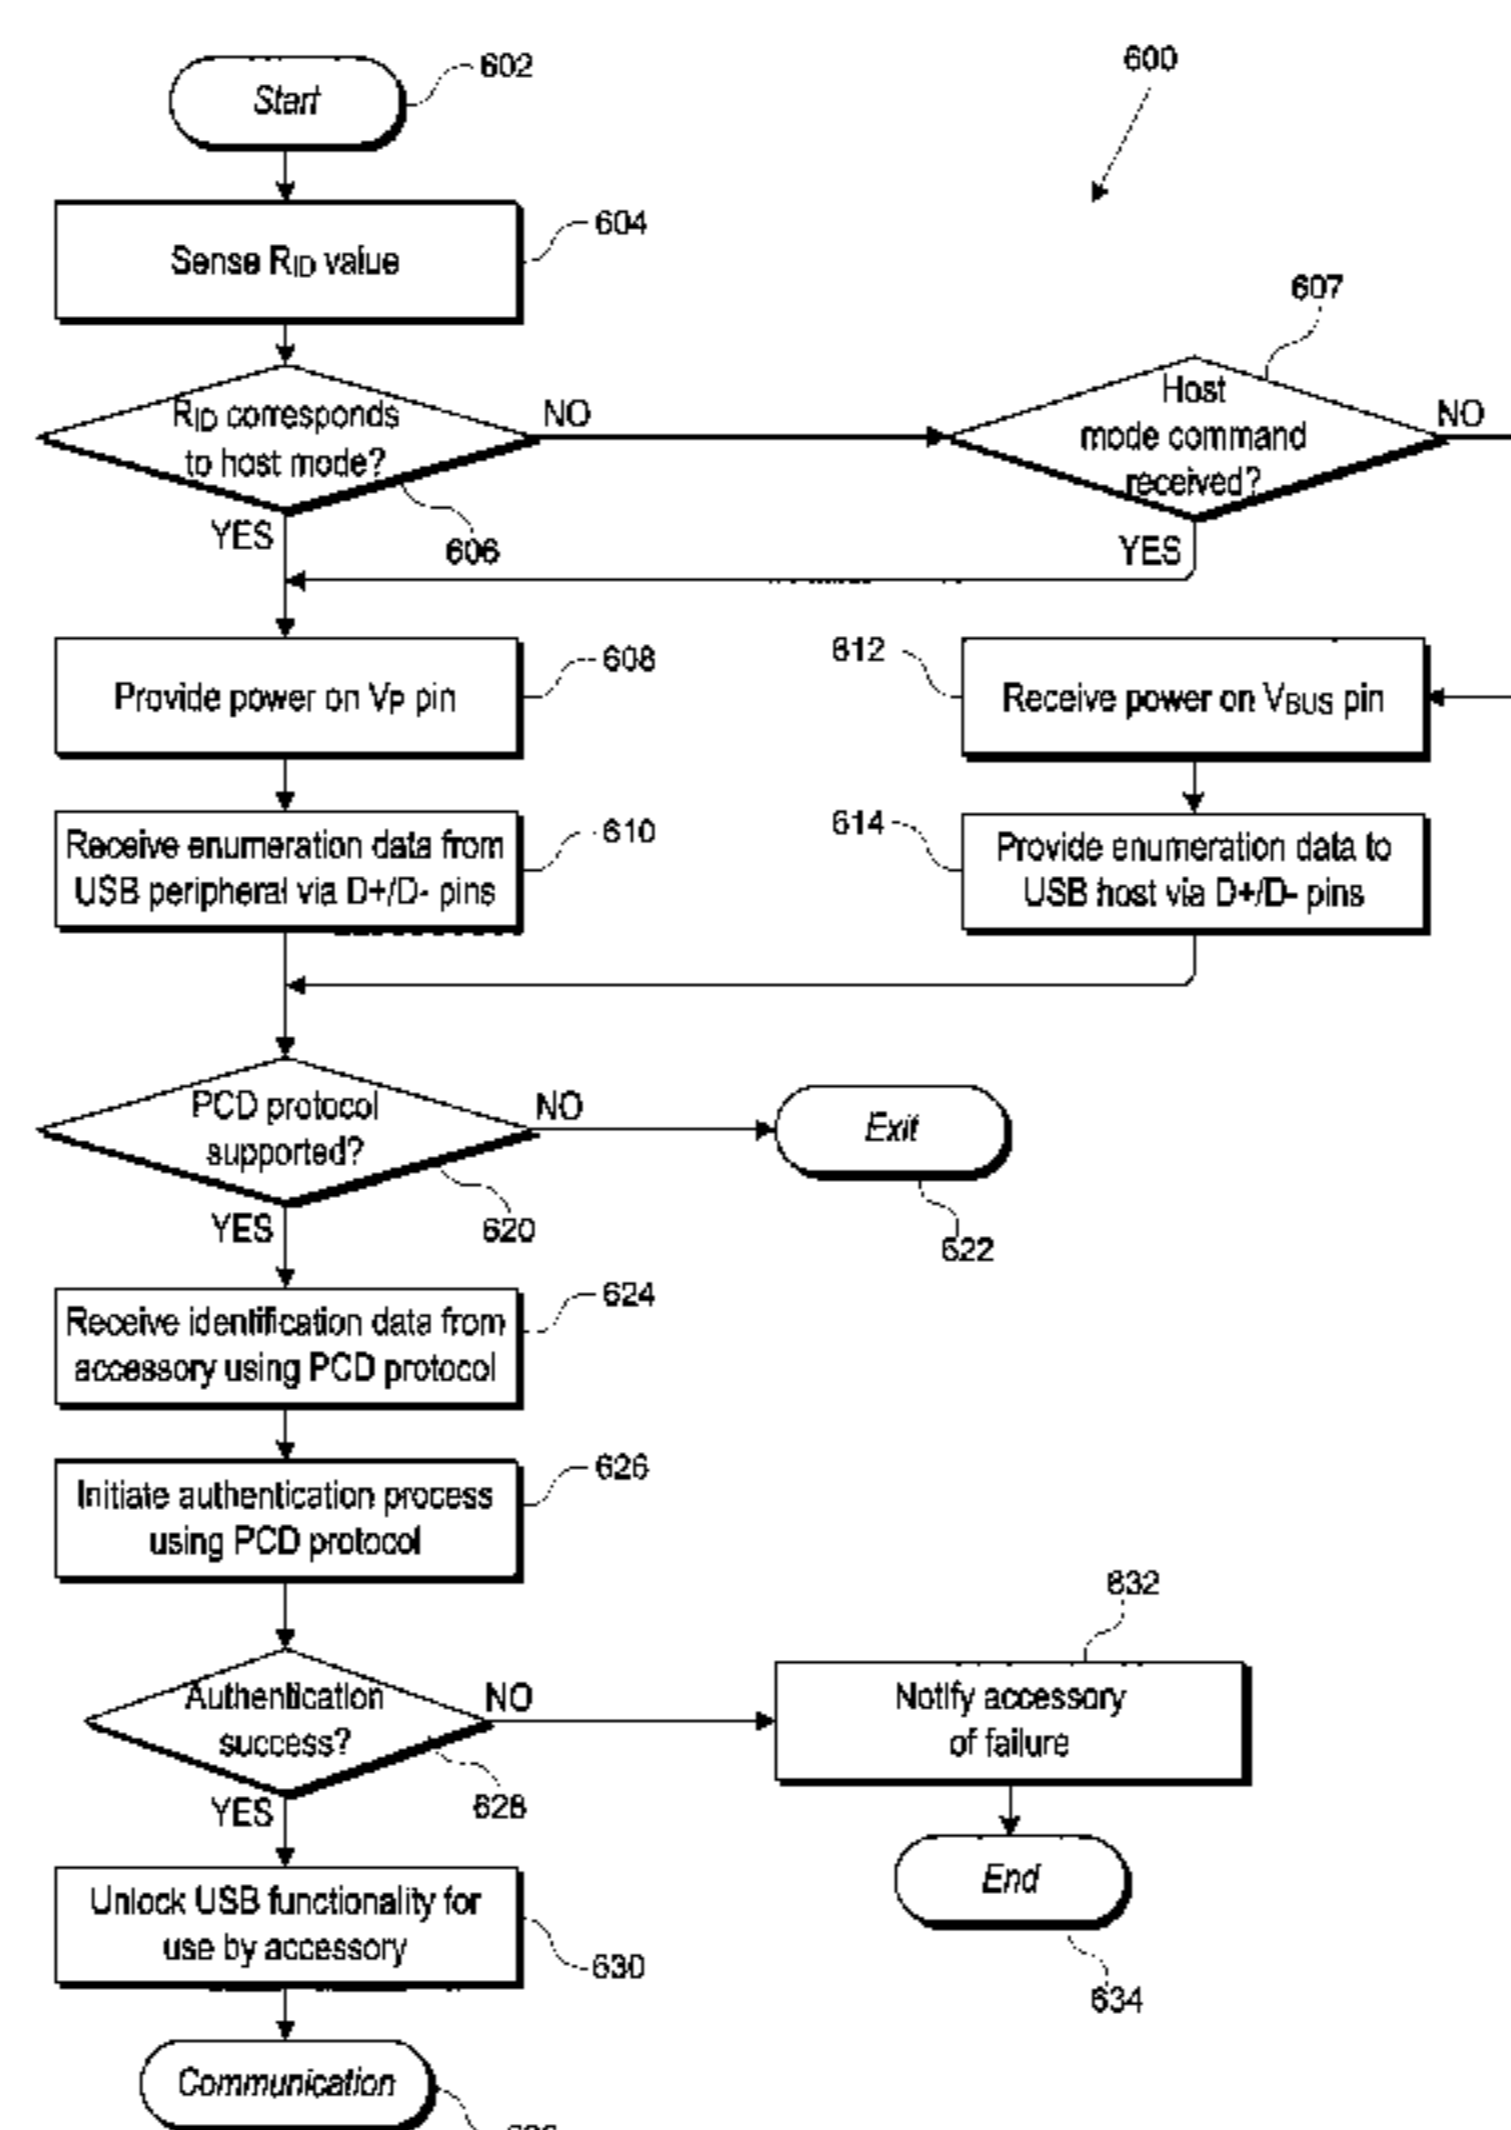 602
600
Start
604
Sense RID value
607
RID corresponds
to host mode?
NO
Host
mode command
received?
NO
YES
606
YES
608
612
Provide power on VP pin
Receive power on VBUS pin
610
614
Receive enumeration data from
USB peripheral via D+/D- pins
Provide enumeration data to
USB host via D+/D- pins
PCD protocol
supported?
NO
Exit
YES
620
622
624
Receive identification data from
accessory using PCD protocol
626
Initiate authentication process
using PCD protocol
632
Authentication
success?
NO
Notify accessory
of failure
YES
628
Unlock USB functionality for
use by accessory
End
630
634
Communication